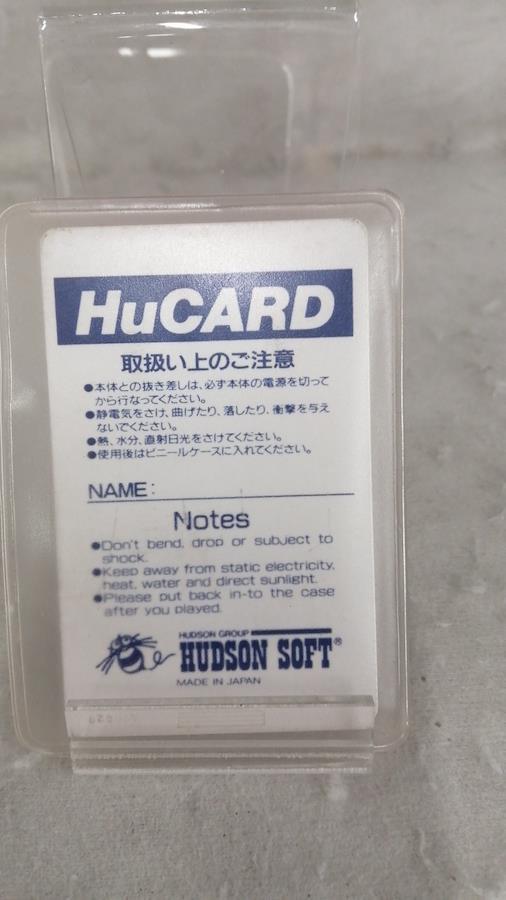 HuCARD
取扱い上のご注意
●本体との抜き差しは、必ず本体の電源を切って
から行なってください。
●静電気をさけ、曲げたり、落したり、衝撃を与え
ないでください。
●熱、水分、直射日光をさけてください。
●使用後はビニールケースに入れてください。
NAME:
Notes
●Don't bend, drop or subject to
shock.
●Keep away from static electricity,
heat, water and direct sunlight.
●Please put back in-to the case
after you played.
HUDSON GROUP
HUDSON SOFT®
MADE IN JAPAN